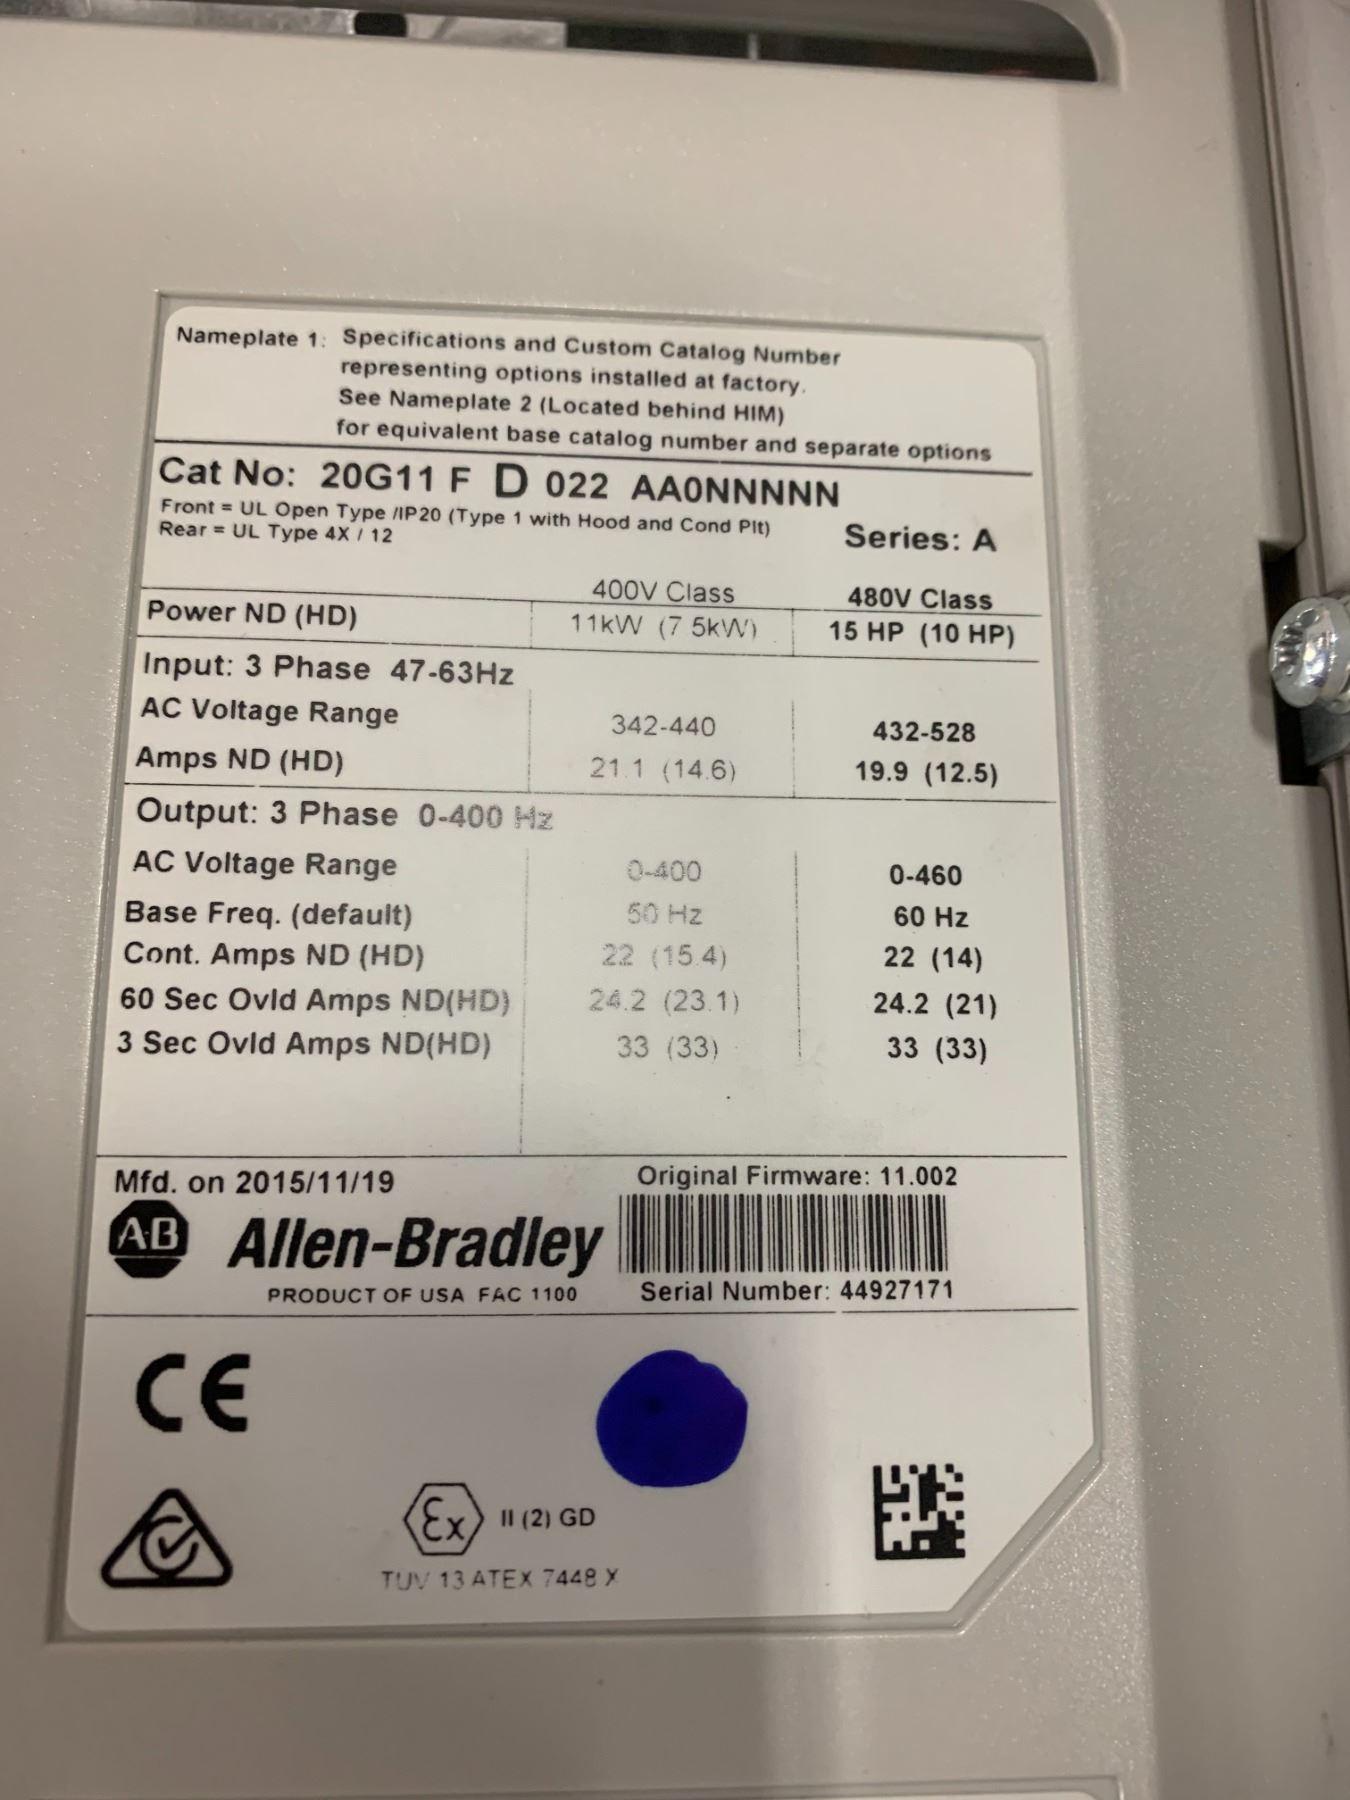 Nameplate 1: Specifications and Custom Catalog Number
representing options installed at factory.
See Nameplate 2 (Located behind HIM)
for equivalent base catalog number and separate options
Cat No: 20G11 F D 022 AA0NNNNN
Front = UL Open Type /IP20 (Type 1 with Hood and Cond Plt)
Rear = UL Type 4X / 12
Series: A
400V Class 480V Class
Power ND (HD) 11kW (7 5kW) 15 HP (10 HP)
Input: 3 Phase 47-63Hz
AC Voltage Range 342-440 432-528
Amps ND (HD) 21.1 (14.6) 19.9 (12.5)
Output: 3 Phase 0-400 Hz
AC Voltage Range 0-400 0-460
Base Freq. (default) 50 Hz 60 Hz
Cont. Amps ND (HD) 22 (15.4) 22 (14)
60 Sec Ovld Amps ND(HD) 24.2 (23.1) 24.2 (21)
3 Sec Ovld Amps ND(HD) 33 (33) 33 (33)
Mfd. on 2015/11/19 Original Firmware: 11.002
A-B Allen-Bradley
PRODUCT OF USA FAC 1100 Serial Number: 44927171
CE
Ex II (2) GD
TUV 13 ATEX 7448 X